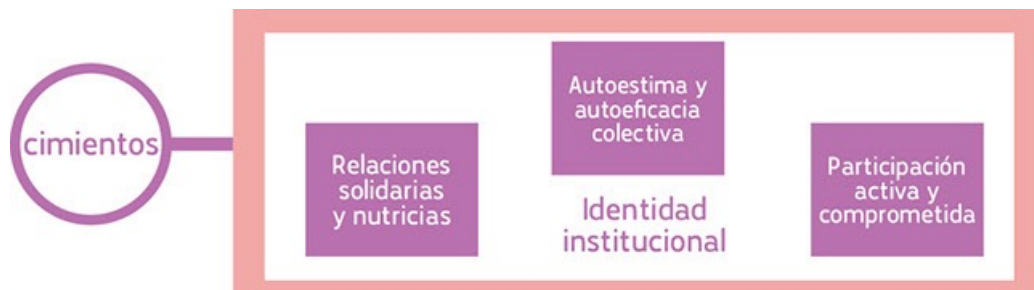 cimientos
Relaciones
solidarias
y nutricias
Autoestima y
autoeficacia
colectiva
Identidad
institucional
Participación
activa y
comprometida